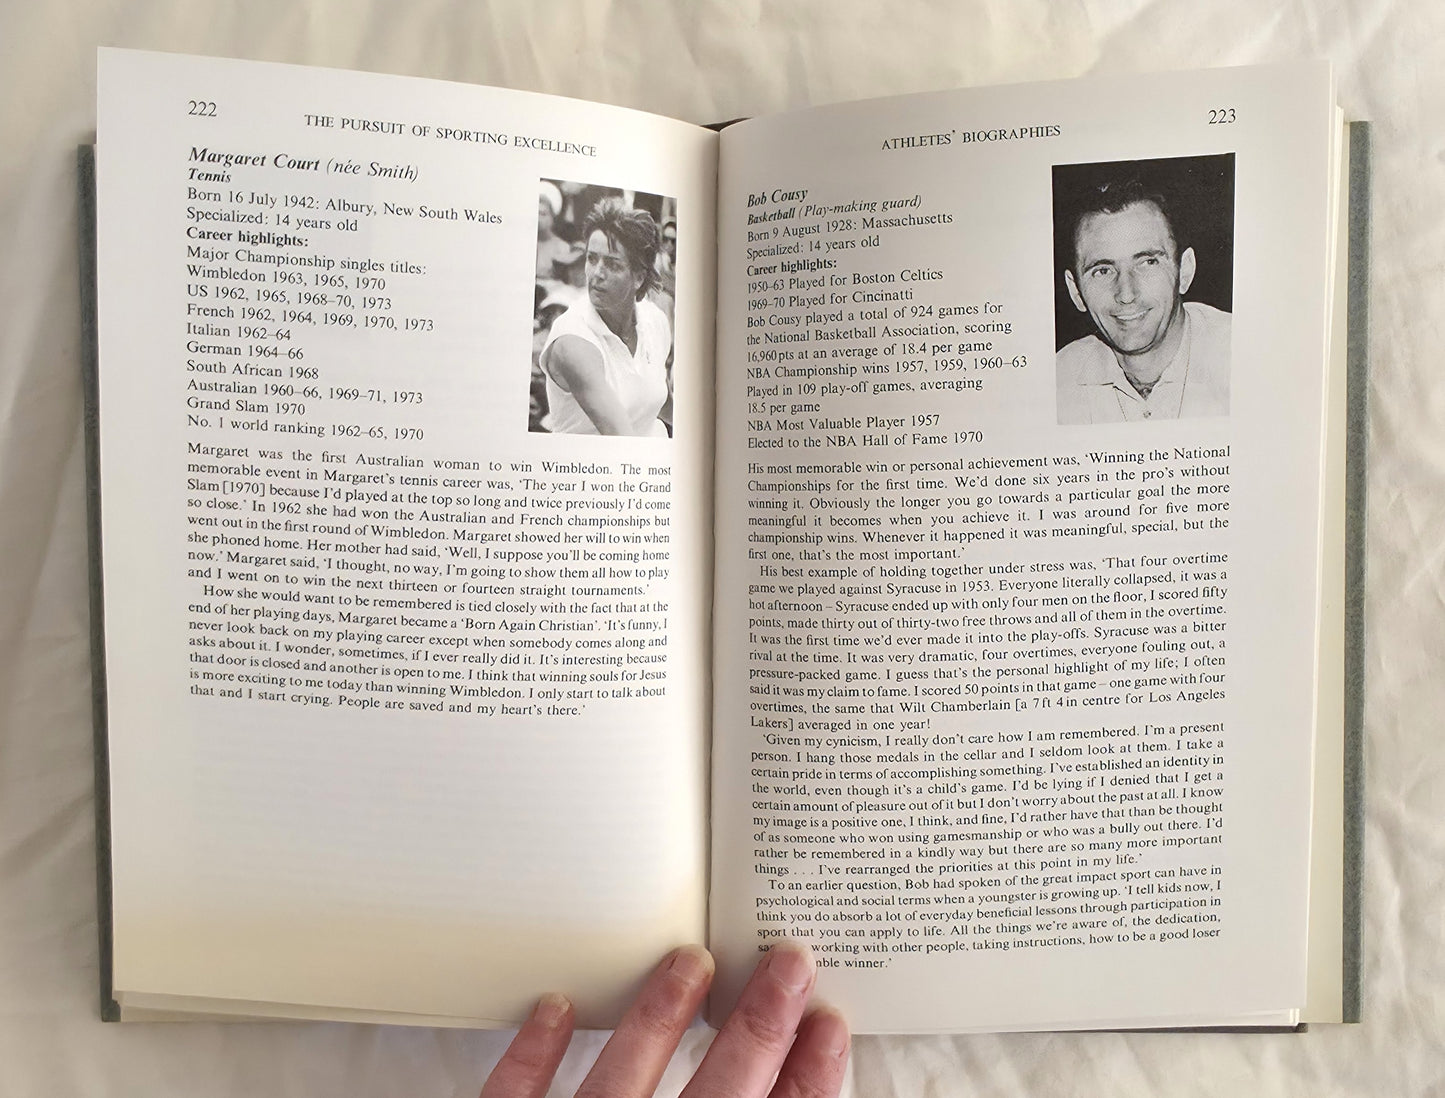 222
THE PURSUIT OF SPORTING EXCELLENCE
Margaret Court (née Smith)
Tennis
Born 16 July 1942: Albury, New South Wales
Specialized: 14 years old
Career highlights:
Major Championship singles titles:
Wimbledon 1963, 1965, 1970
US 1962, 1965, 1968–70, 1973
French 1962, 1964, 1969, 1970, 1973
Italian 1962–64
German 1964–66
South African 1968
Australian 1960–66, 1969–71, 1973
Grand Slam 1970
No. 1 world ranking 1962–65, 1970
Margaret was the first Australian woman to win Wimbledon. The most
memorable event in Margaret's tennis career was, 'The year I won the Grand
Slam [1970] because I'd played at the top so long and twice previously I'd come
so close.' In 1962 she had won the Australian and French championships but
went out in the first round of Wimbledon. Margaret showed her will to win when
she phoned home. Her mother had said, 'Well, I suppose you'll be coming home
now.' Margaret said, 'I thought, no way, I'm going to show them all how to play
and I went on to win the next thirteen or fourteen straight tournaments.'
How she would want to be remembered is tied closely with the fact that at the
end of her playing days, Margaret became a 'Born Again Christian'. 'It's funny, I
never look back on my playing career except when somebody comes along and
asks about it. I wonder, sometimes, if I ever really did it. It's interesting because
that door is closed and another is open to me. I think that winning souls for Jesus
is more exciting to me today than winning Wimbledon. I only start to talk about
that and I start crying. People are saved and my heart's there.'
ATHLETES' BIOGRAPHIES
223
Bob Cousy
Basketball (Play-making guard)
Born 9 August 1928: Massachusetts
Specialized: 14 years old
Career highlights:
1950–63 Played for Boston Celtics
1969–70 Played for Cincinatti
Bob Cousy played a total of 924 games for
the National Basketball Association, scoring
16,960 pts at an average of 18.4 per game
NBA Championship wins 1957, 1959, 1960–63
Played in 109 play-off games, averaging
18.5 per game
NBA Most Valuable Player 1957
Elected to the NBA Hall of Fame 1970
His most memorable win or personal achievement was, 'Winning the National
Championships for the first time. We'd done six years in the pro's without
winning it. Obviously the longer you go towards a particular goal the more
meaningful it becomes when you achieve it. I was around for five more
championship wins. Whenever it happened it was meaningful, special, but the
first one, that's the most important.'
His best example of holding together under stress was, 'That four overtime
game we played against Syracuse in 1953. Everyone literally collapsed, it was a
hot afternoon – Syracuse ended up with only four men on the floor, I scored fifty
points, made thirty out of thirty-two free throws and all of them in the overtime.
It was the first time we'd ever made it into the play-offs. Syracuse was a bitter
rival at the time. It was very dramatic, four overtimes, everyone fouling out, a
pressure-packed game. I guess that's the personal highlight of my life; I often
said it was my claim to fame. I scored 50 points in that game – one game with four
overtimes, the same that Wilt Chamberlain [a 7 ft 4 in centre for Los Angeles
Lakers] averaged in one year!
'Given my cynicism, I really don't care how I am remembered. I'm a present
person. I hang those medals in the cellar and I seldom look at them. I take a
certain pride in terms of accomplishing something. I've established an identity in
the world, even though it's a child's game. I'd be lying if I denied that I get a
certain amount of pleasure out of it but I don't worry about the past at all. I know
my image is a positive one, I think, and fine, I'd rather have that than be thought
of as someone who won using gamesmanship or who was a bully out there. I'd
rather be remembered in a kindly way but there are so many more important
things . . . I've rearranged the priorities at this point in my life.'
To an earlier question, Bob had spoken of the great impact sport can have in
psychological and social terms when a youngster is growing up. 'I tell kids now, I
think you do absorb a lot of everyday beneficial lessons through participation in
sport that you can apply to life. All the things we're aware of, the dedication,
working with other people, taking instructions, how to be a good loser
winner.'